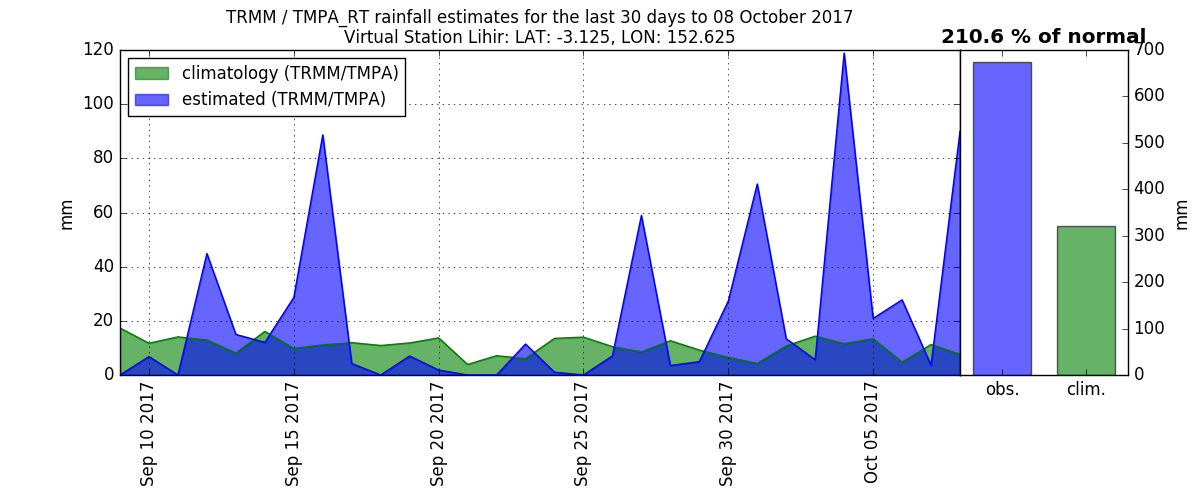 TRMM / TMPA_RT rainfall estimates for the last 30 days to 08 October 2017
Virtual Station Lihir: LAT: -3.125, LON: 152.625
210.6 % of normal
climatology (TRMM/TMPA)
estimated (TRMM/TMPA)
120
100
80
60
40
20
0
mm
Sep 10 2017
Sep 15 2017
Sep 20 2017
Sep 25 2017
Sep 30 2017
Oct 05 2017
700
600
500
400
300
200
100
0
mm
obs.
clim.